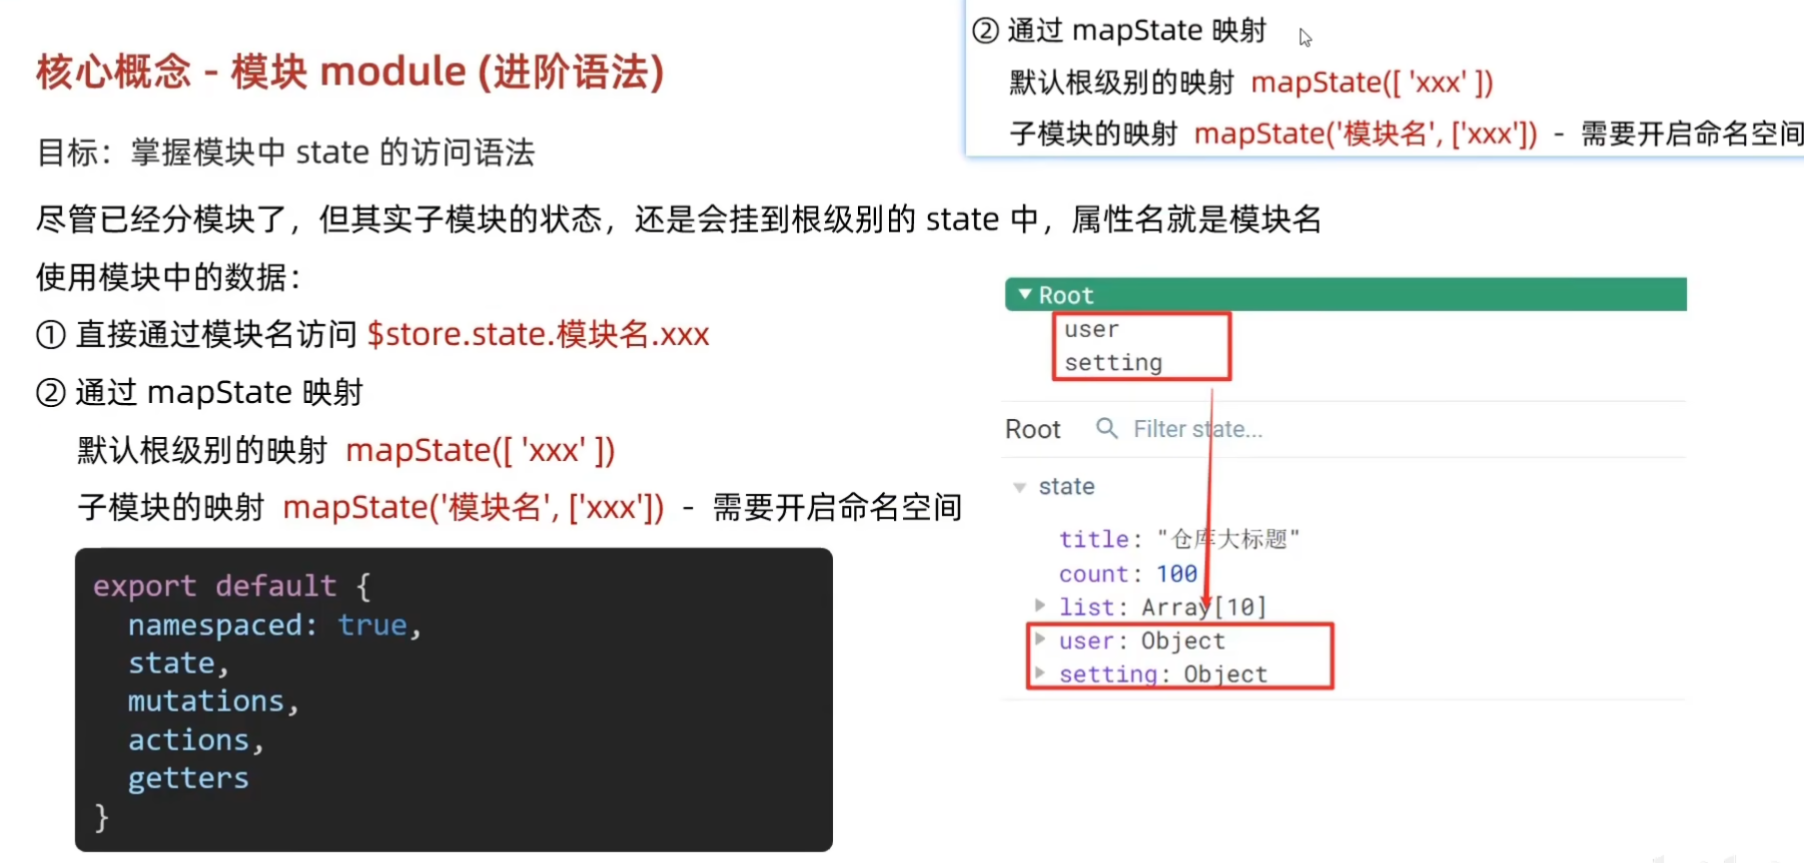 核心概念 - 模块 module (进阶语法)
目标：掌握模块中 state 的访问语法
尽管已经分模块了，但其实子模块的状态，还是会挂到根级别的 state 中，属性名就是模块名
使用模块中的数据：
① 直接通过模块名访问 $store.state.模块名.xxx
② 通过 mapState 映射
默认根级别的映射 mapState([ 'xxx' ])
子模块的映射 mapState('模块名', ['xxx']) - 需要开启命名空间
export default {
namespaced: true,
state,
mutations,
actions,
getters
}
② 通过 mapState 映射
默认根级别的映射 mapState([ 'xxx' ])
子模块的映射 mapState('模块名', ['xxx']) - 需要开启命名空间
Root
user
setting
Root Filter state...
state
title: "仓库大标题"
count: 100
list: Array[10]
user: Object
setting: Object